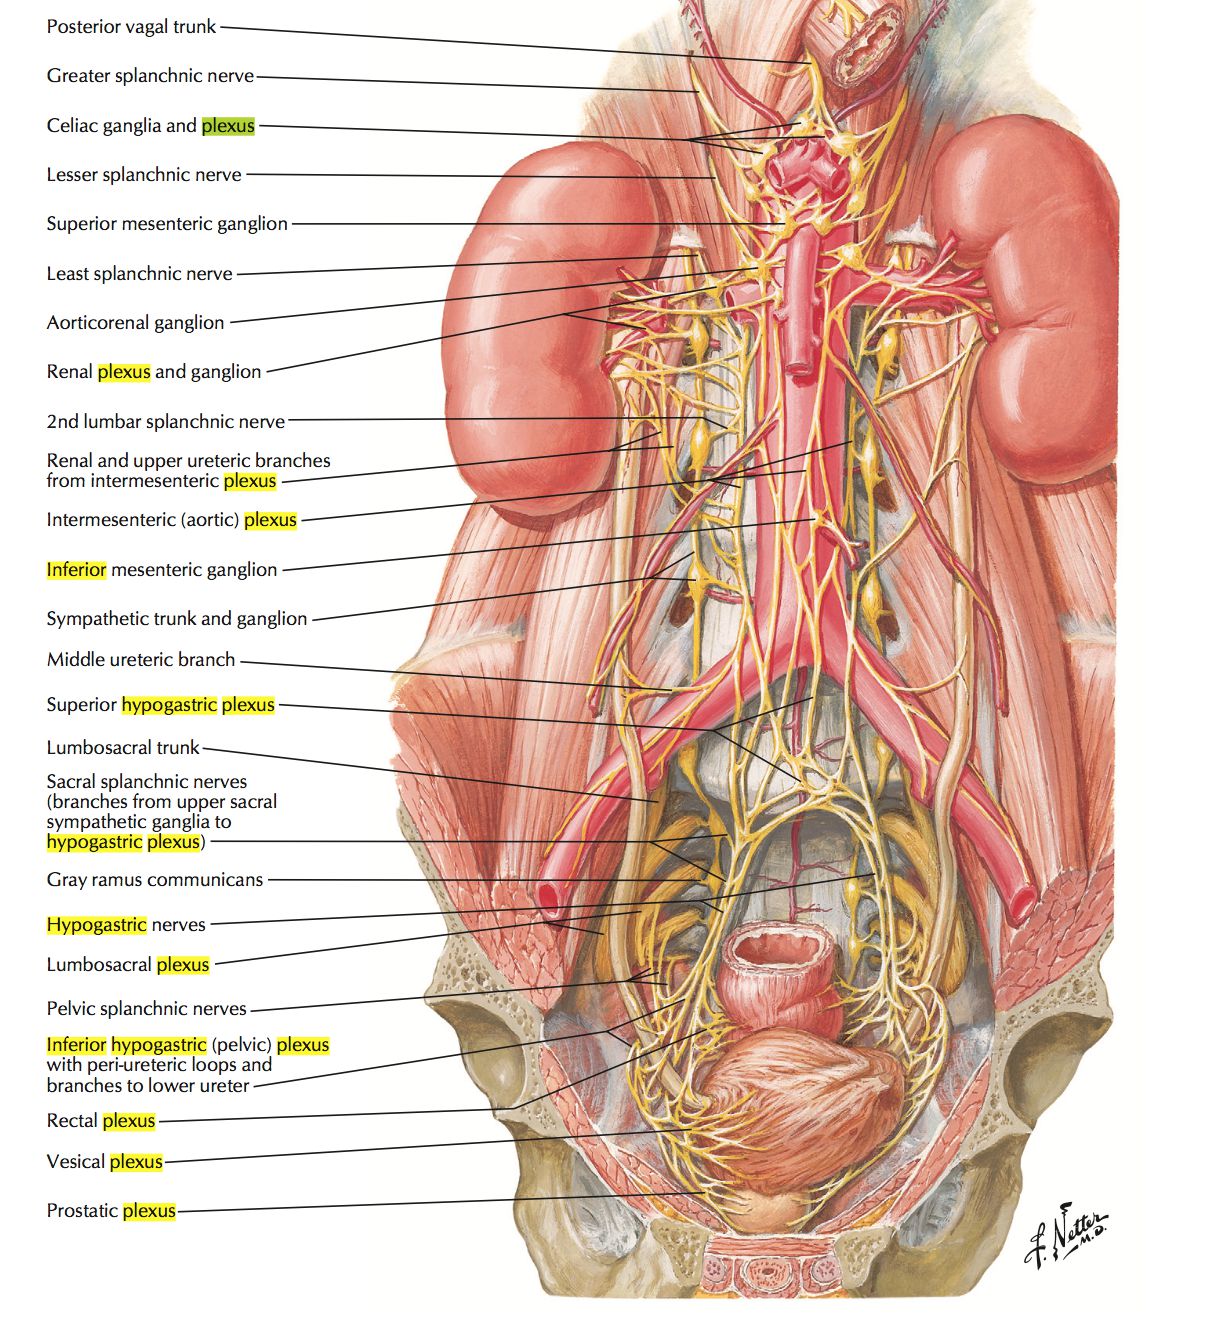 Posterior vagal trunk
Greater splanchnic nerve
Celiac ganglia and plexus
Lesser splanchnic nerve
Superior mesenteric ganglion
Least splanchnic nerve
Aorticorenal ganglion
Renal plexus and ganglion
2nd lumbar splanchnic nerve
Renal and upper ureteric branches
from intermesenteric plexus
Intermesenteric (aortic) plexus
Inferior mesenteric ganglion
Sympathetic trunk and ganglion
Middle ureteric branch
Superior hypogastric plexus
Lumbosacral trunk
Sacral splanchnic nerves
(branches from upper sacral
sympathetic ganglia to
hypogastric plexus)
Gray ramus communicans
Hypogastric nerves
Lumbosacral plexus
Pelvic splanchnic nerves
Inferior hypogastric (pelvic) plexus
with peri-ureteric loops and
branches to lower ureter
Rectal plexus
Vesical plexus
Prostatic plexus
F. Netter
M.D.